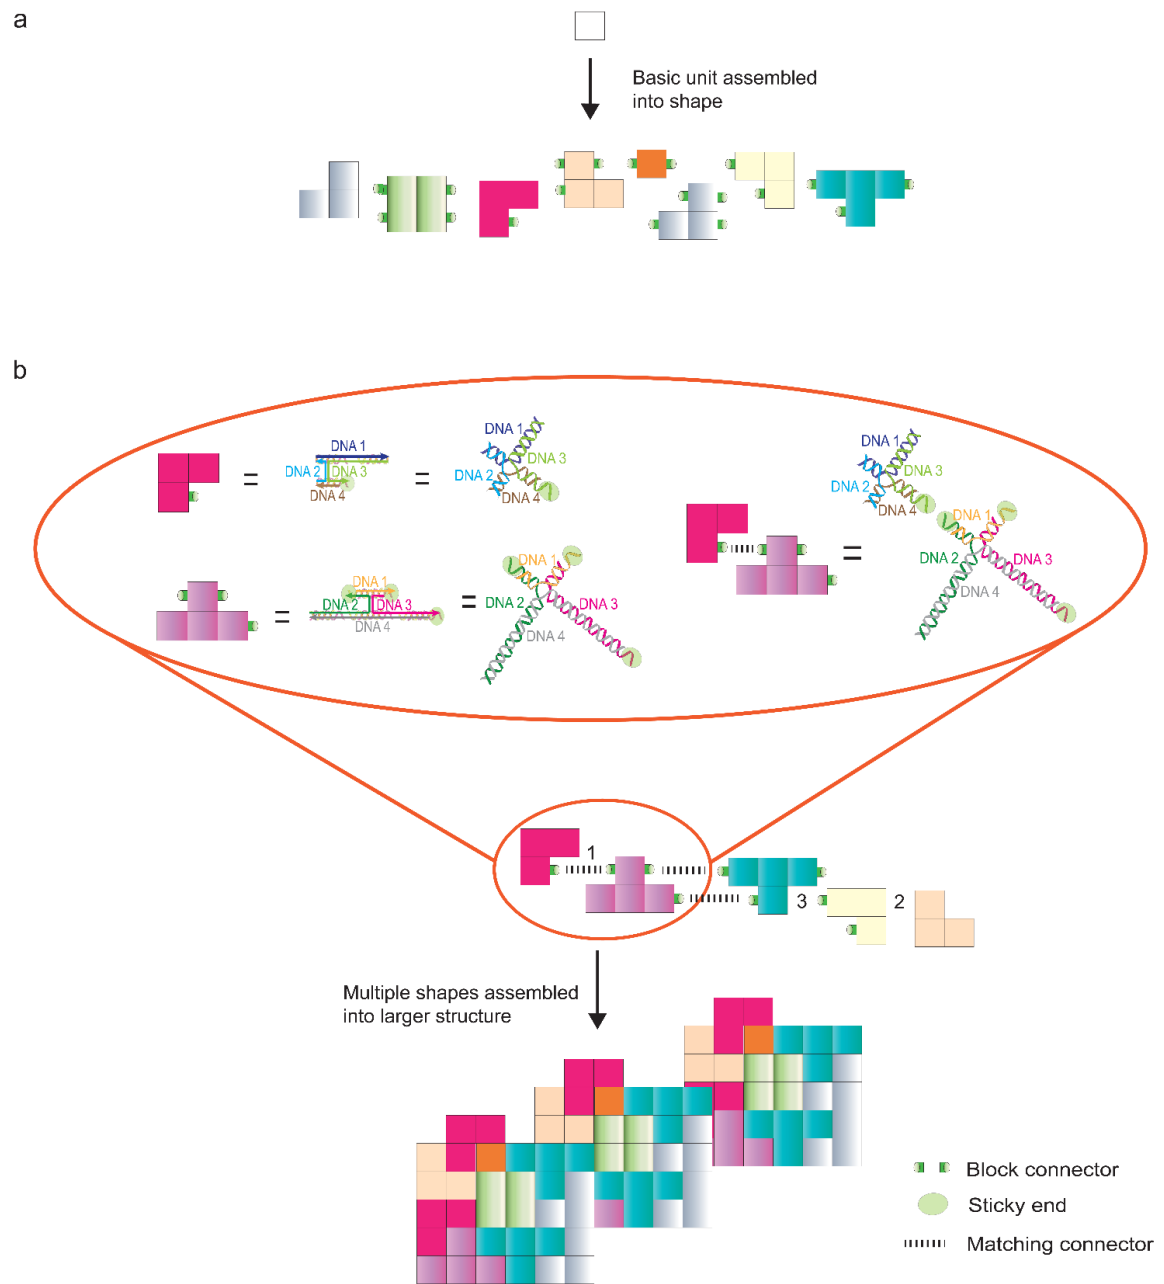 a
Basic unit assembled
into shape
b
DNA 1
DNA 2
DNA 3
DNA 4
=
=
DNA 1
DNA 2
DNA 3
DNA 4
DNA 1
DNA 2
DNA 3
DNA 4
=
=
DNA 1
DNA 2
DNA 3
DNA 4
DNA 1
DNA 2
DNA 3
DNA 4
=
DNA 1
DNA 2
DNA 3
DNA 4
1
3
2
Multiple shapes assembled
into larger structure
Block connector
Sticky end
Matching connector